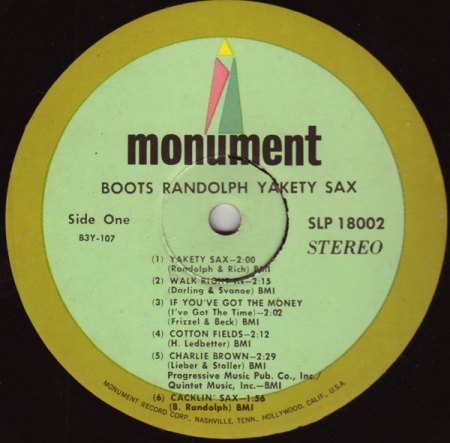 monument
BOOTS RANDOLPH YAKETY SAX
Side One
SLP 18002
B3Y-107
STEREO
(1) YAKETY SAX—2:00
(Randolph & Rich) BMI
(2) WALK RIGHT IN—2:15
(Darling & Svanoe) BMI
(3) IF YOU'VE GOT THE MONEY
(I've Got The Time)—2:02
(Frizzel & Beck) BMI
(4) COTTON FIELDS—2:12
(H. Ledbetter) BMI
(5) CHARLIE BROWN—2:29
(Lieber & Stoller) BMI
Progressive Music Pub. Co., Inc./
Quintet Music, Inc.—BMI
(6) CACKLIN' SAX—1:56
(B. Randolph) BMI
MONUMENT RECORD CORP. NASHVILLE, TENN., HOLLYWOOD, CALIF., U.S.A.